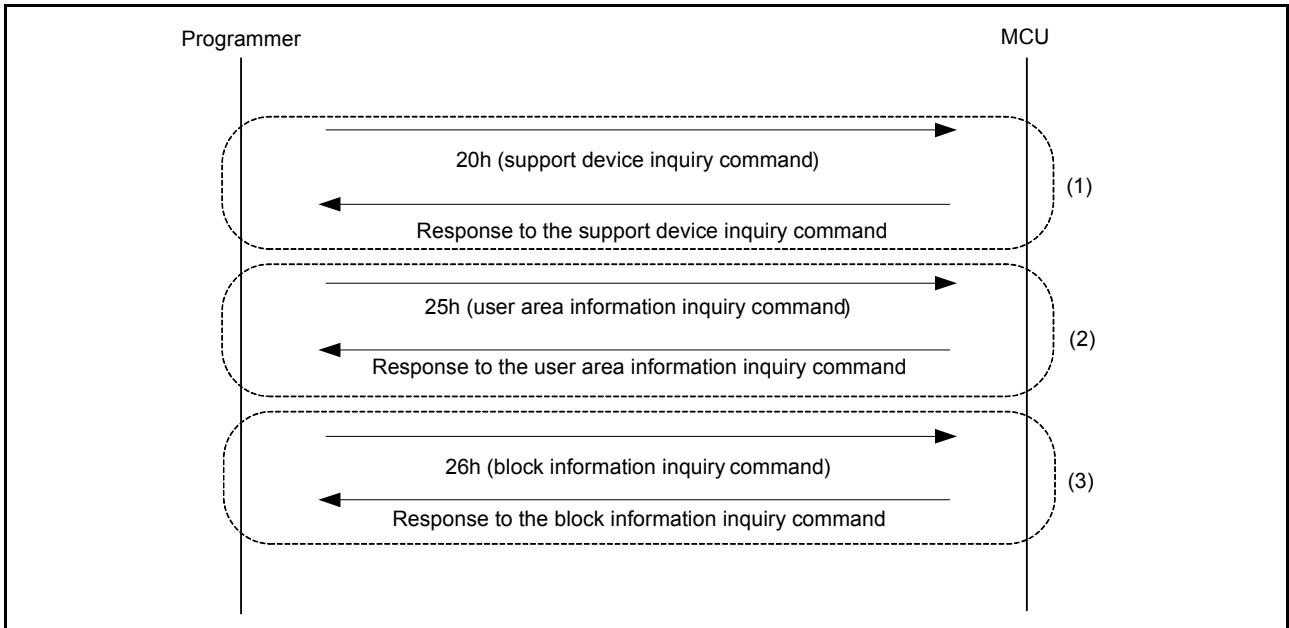 Programmer
MCU
20h (support device inquiry command)
(1)
Response to the support device inquiry command
25h (user area information inquiry command)
(2)
Response to the user area information inquiry command
26h (block information inquiry command)
(3)
Response to the block information inquiry command